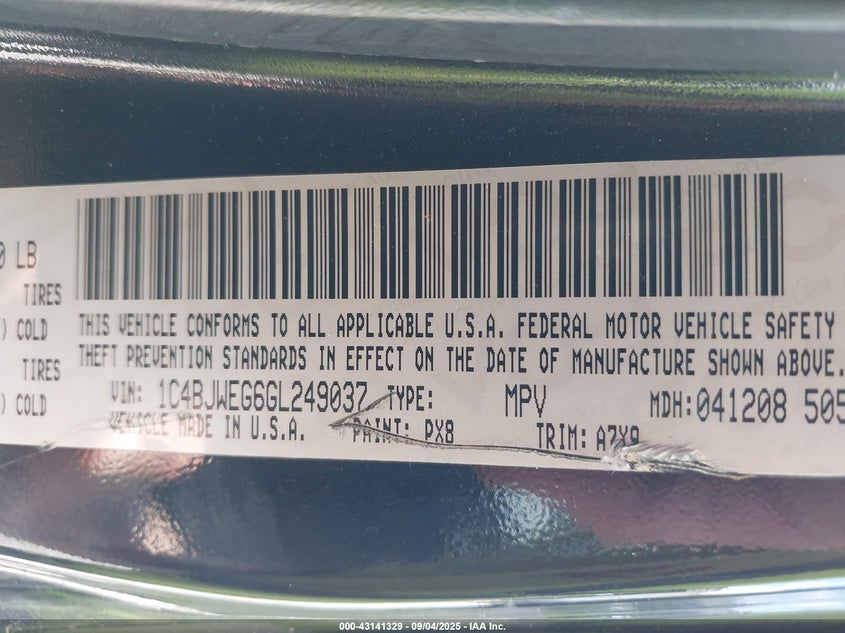 0 LB
TIRES
) COLD
TIRES
) COLD
THIS VEHICLE CONFORMS TO ALL APPLICABLE U.S.A. FEDERAL MOTOR VEHICLE SAFETY
THEFT PREVENTION STANDARDS IN EFFECT ON THE DATE OF MANUFACTURE SHOWN ABOVE.
VIN: 1C4BJWEG6GL249037 TYPE: MPV MDH:041208 505
VEHICLE MADE IN U.S.A. PAINT: PX8 TRIM: A7X9
000-43141329 - 09/04/2025 - IAA Inc.